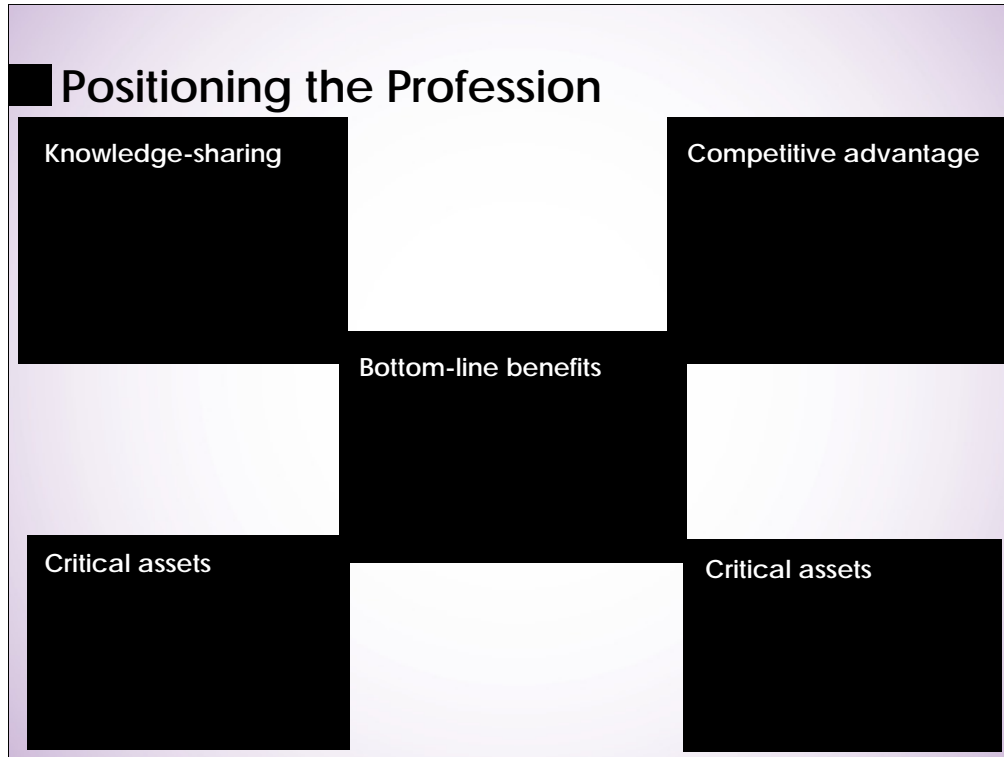 Positioning the Profession
Knowledge-sharing
Competitive advantage
Bottom-line benefits
Critical assets
Critical assets